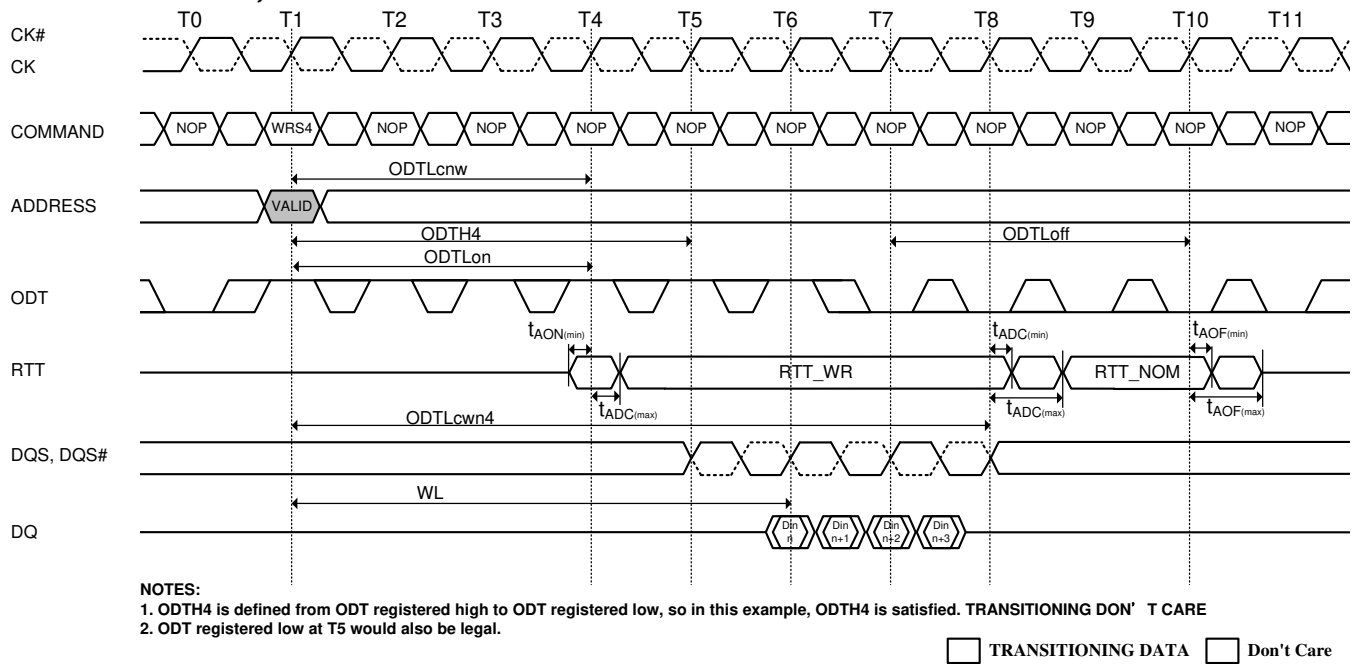 T0 T1 T2 T3 T4 T5 T6 T7 T8 T9 T10 T11
CK#
CK
COMMAND NOP WRS4 NOP NOP NOP NOP NOP NOP NOP NOP NOP NOP
ODTLcnw
ADDRESS VALID
ODTH4 ODTLoff
ODTLon
ODT
tAON(min) tADC(min) tAOF(min)
RTT RTT_WR RTT_NOM
tADC(max) tADC(max) tAOF(max)
ODTLcwn4
DQS, DQS#
WL
DQ Din n Din n+1 Din n+2 Din n+3
NOTES:
1. ODTH4 is defined from ODT registered high to ODT registered low, so in this example, ODTH4 is satisfied. TRANSITIONING DON' T CARE
2. ODT registered low at T5 would also be legal.
TRANSITIONING DATA Don't Care